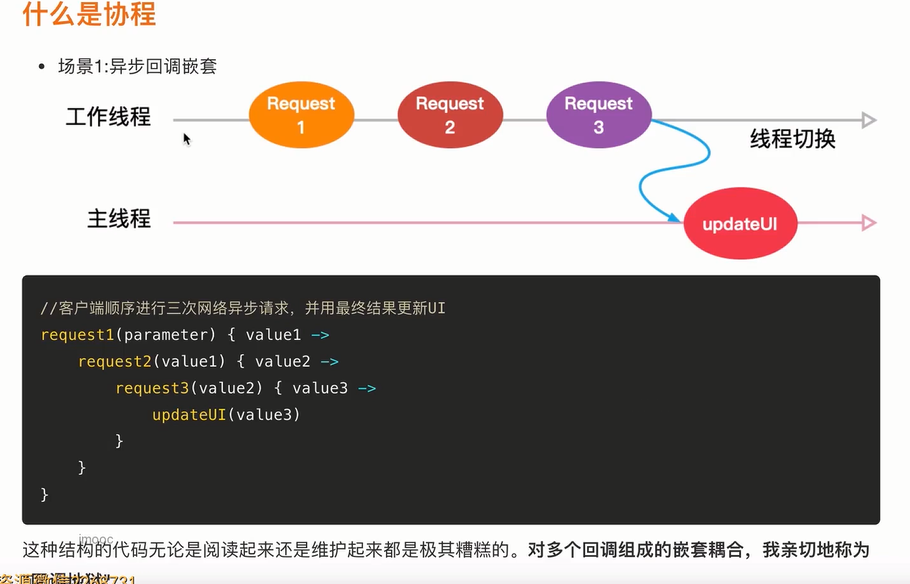 什么是协程
场景1:异步回调嵌套
工作线程
Request
1
Request
2
Request
3
线程切换
主线程
updateUI
//客户端顺序进行三次网络异步请求，并用最终结果更新UI
request1(parameter) { value1 ->
request2(value1) { value2 ->
request3(value2) { value3 ->
updateUI(value3)
}
}
}
imooc
这种结构的代码无论是阅读起来还是维护起来都是极其糟糕的。对多个回调组成的嵌套耦合，我亲切地称为